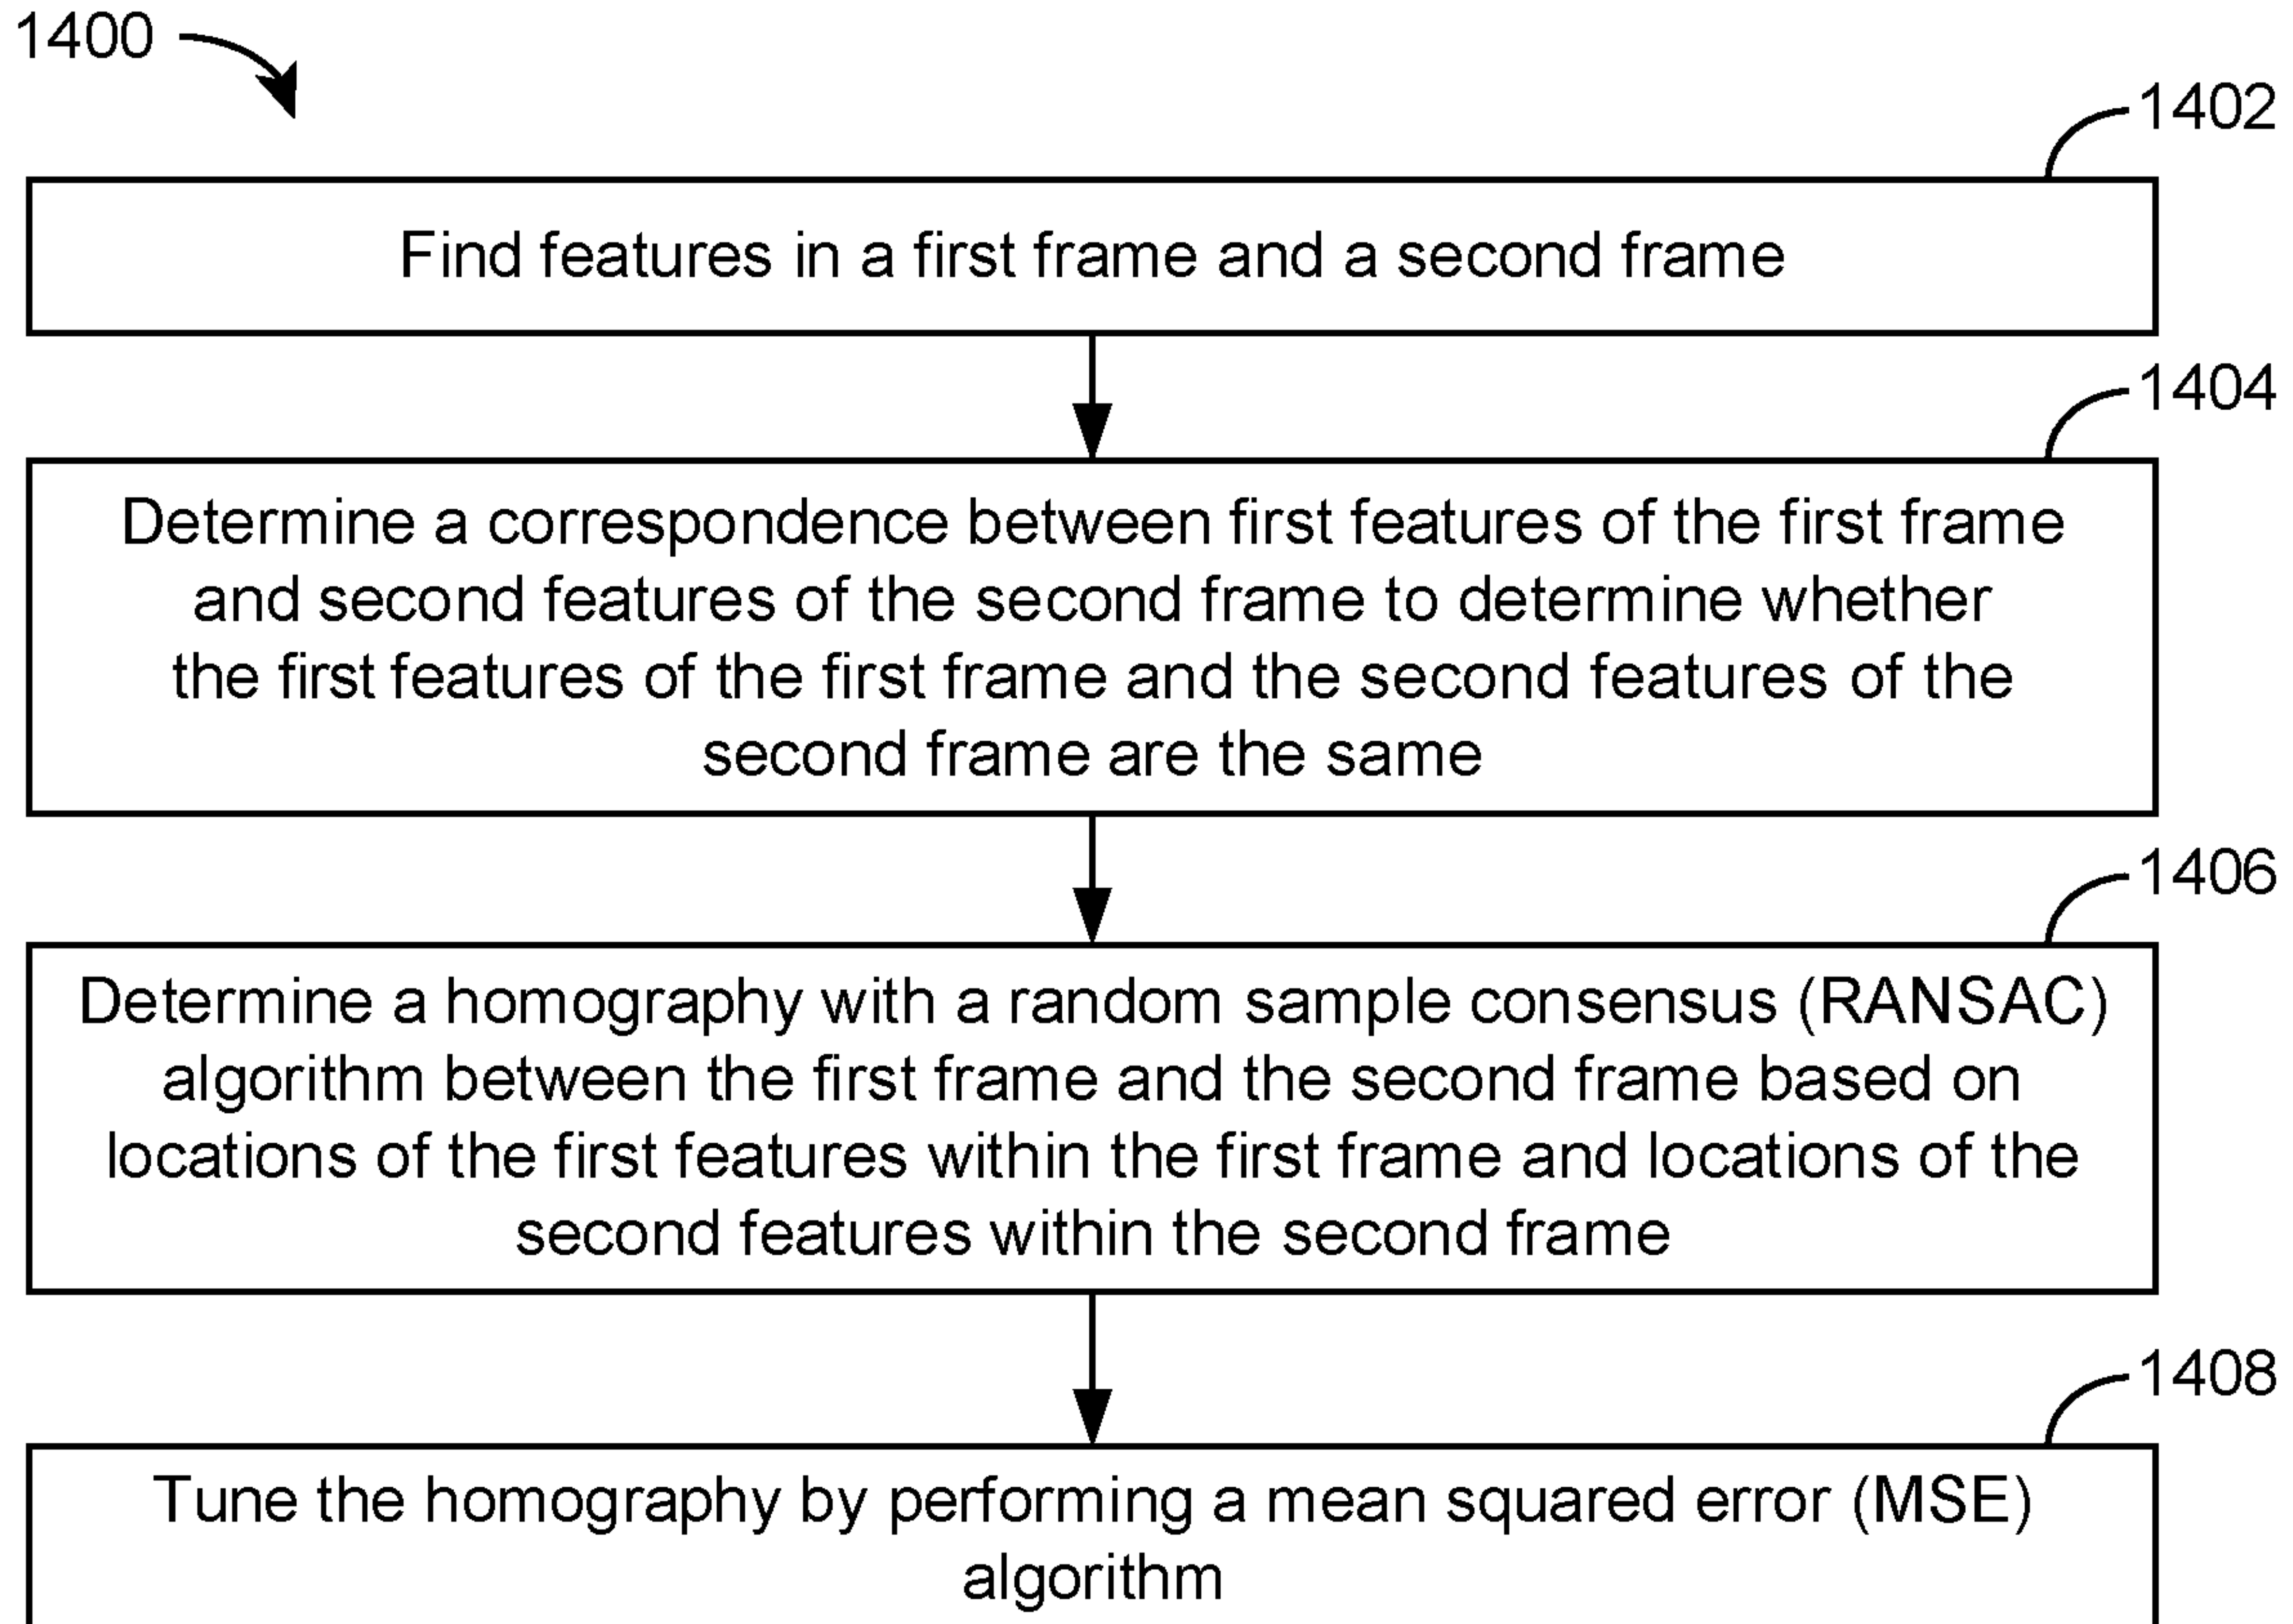 1400
1402
Find features in a first frame and a second frame
1404
Determine a correspondence between first features of the first frame
and second features of the second frame to determine whether
the first features of the first frame and the second features of the
second frame are the same
1406
Determine a homography with a random sample consensus (RANSAC)
algorithm between the first frame and the second frame based on
locations of the first features within the first frame and locations of the
second features within the second frame
1408
Tune the homography by performing a mean squared error (MSE)
algorithm